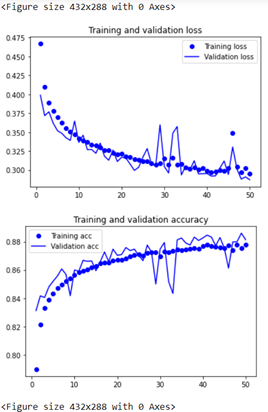 <Figure size 432x288 with 0 Axes>
Training and validation loss
0.475
0.450
0.425
0.400
0.375
0.350
0.325
0.300
Training loss
Validation loss
0 10 20 30 40 50
Training and validation accuracy
0.88
0.86
0.84
0.82
0.80
Training acc
Validation acc
0 10 20 30 40 50
<Figure size 432x288 with 0 Axes>